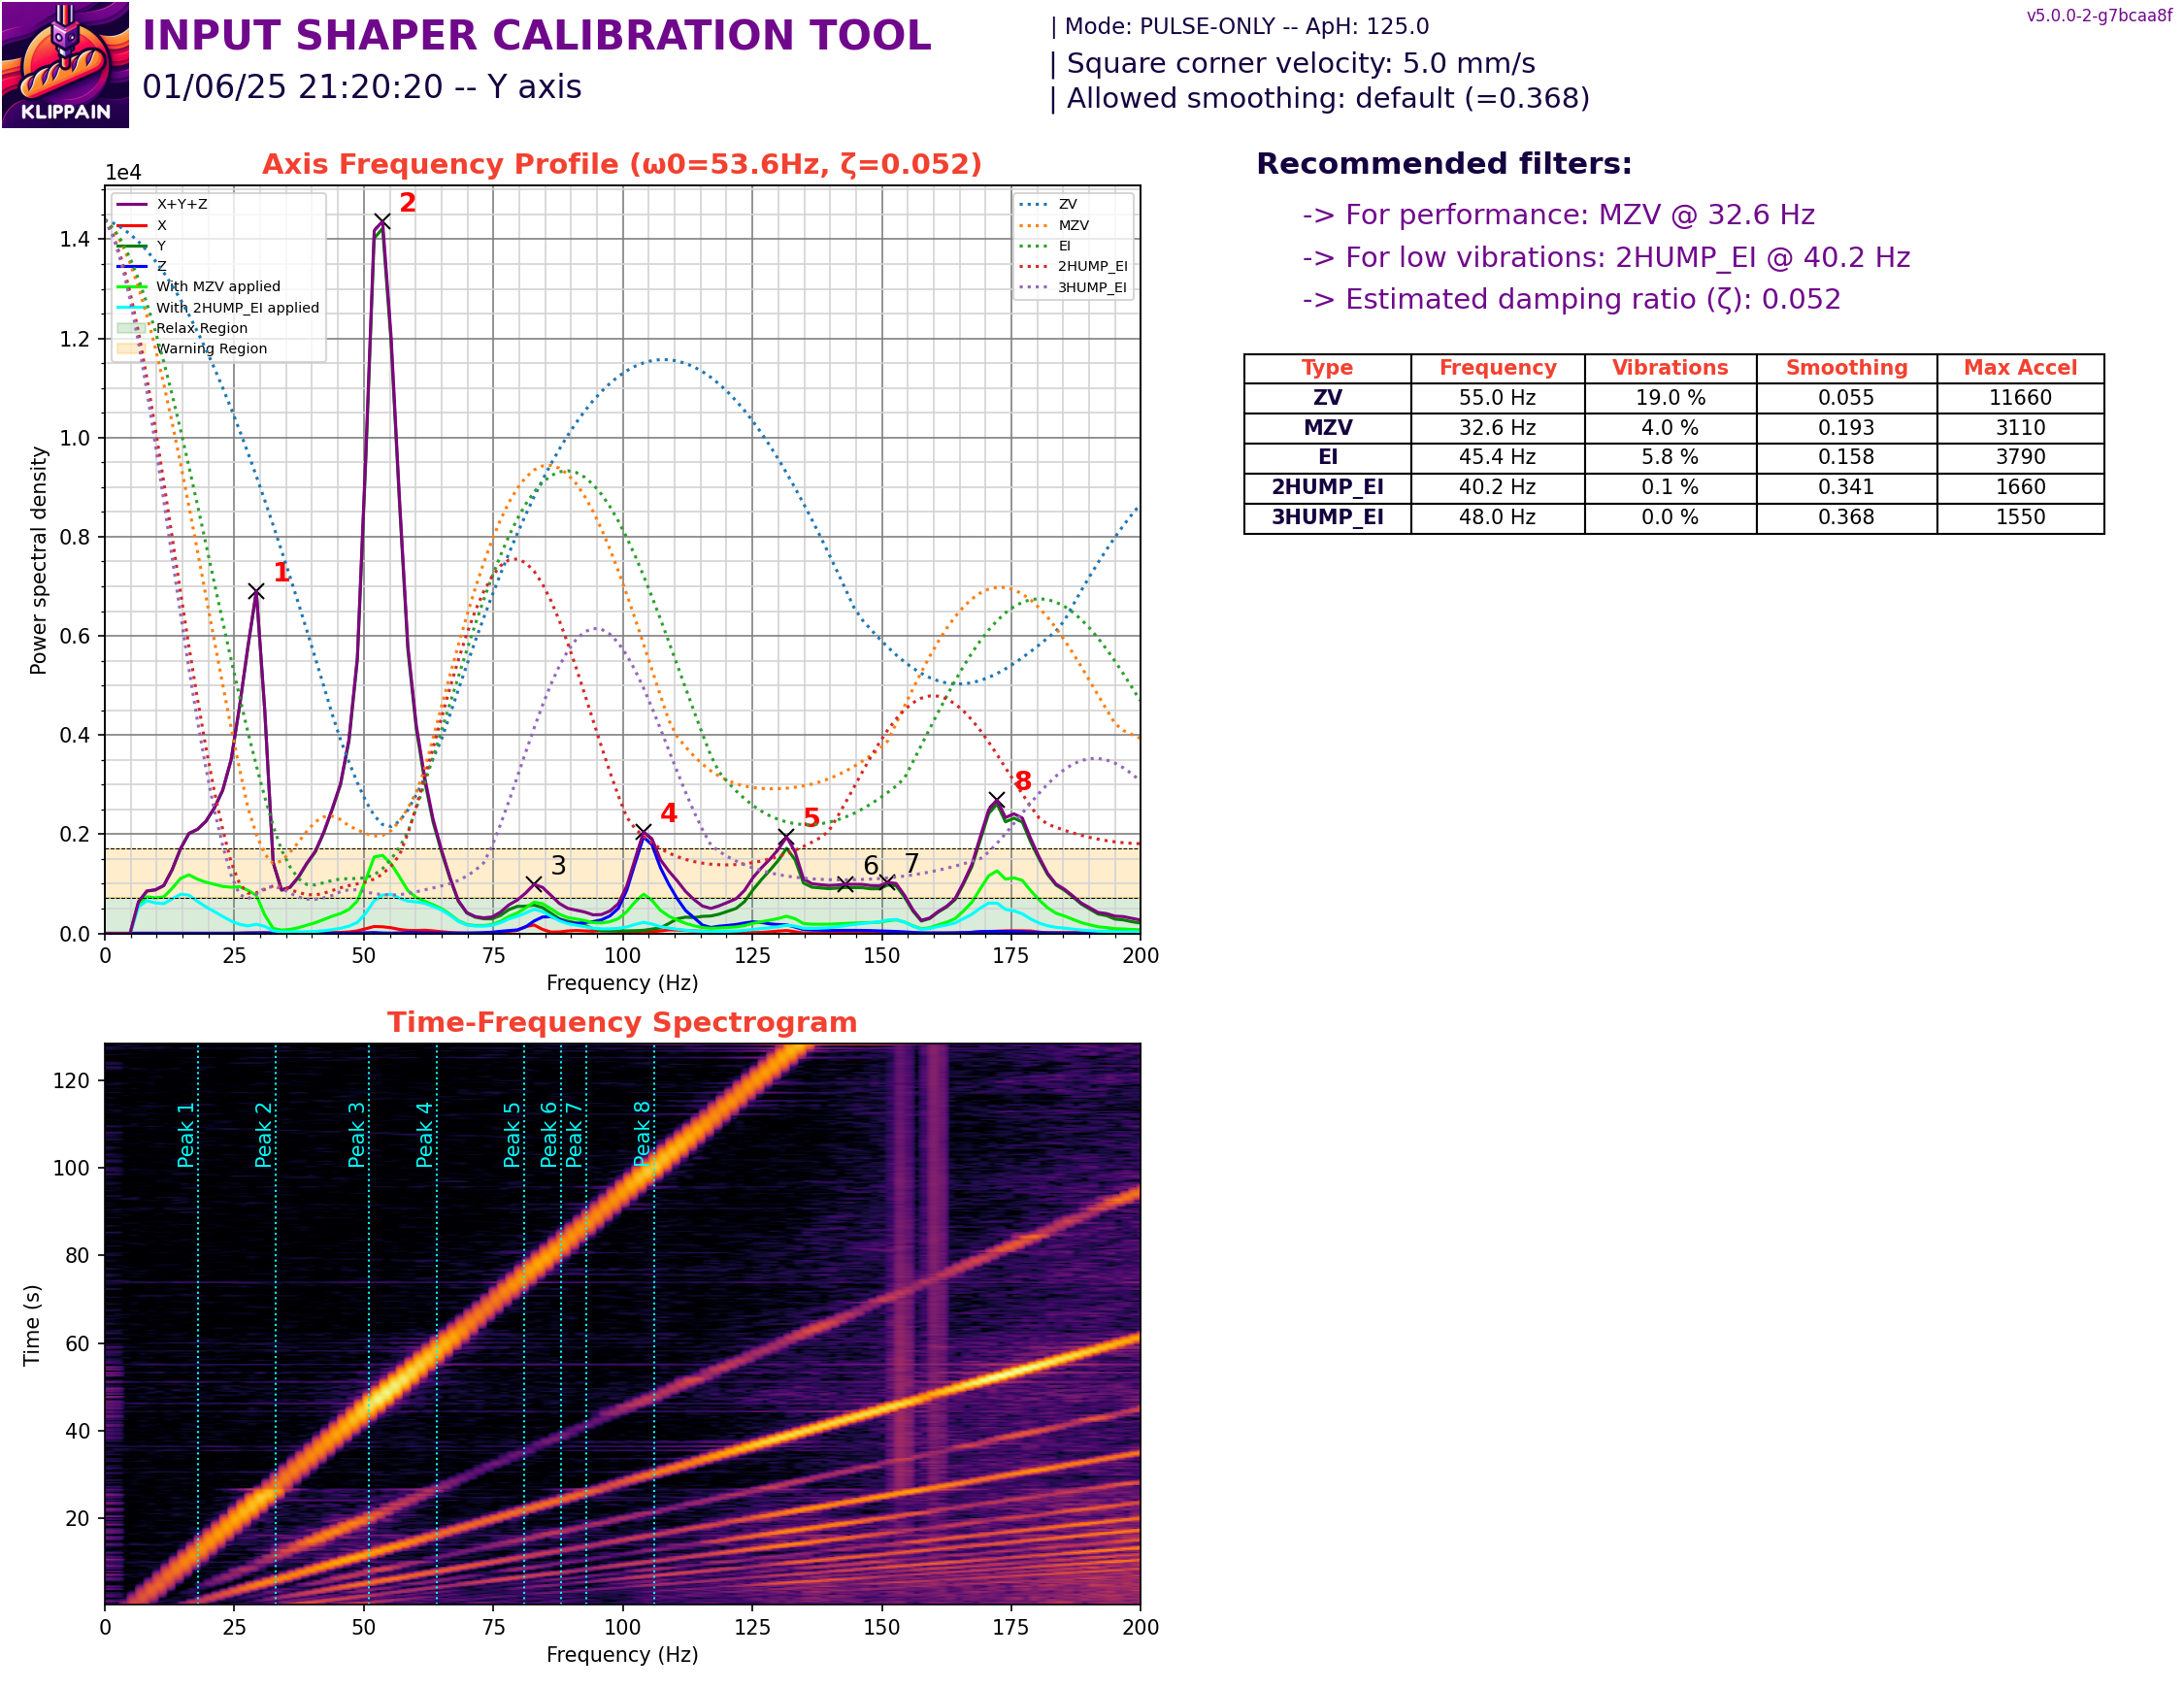 INPUT SHAPER CALIBRATION TOOL
01/06/25 21:20:20 -- Y axis
KLIPPAIN
| Mode: PULSE-ONLY -- ApH: 125.0
| Square corner velocity: 5.0 mm/s
| Allowed smoothing: default (=0.368)
v5.0.0-2-g7bcaa8f
Axis Frequency Profile (ω0=53.6Hz, ζ=0.052)
1e4
X+Y+Z
X
Y
Z
With MZV applied
With 2HUMP_EI applied
Relax Region
Warning Region
ZV
MZV
EI
2HUMP_EI
3HUMP_EI
1
2
3
4
5
6
7
8
1.4
1.2
1.0
0.8
0.6
0.4
0.2
0.0
Power spectral density
0 25 50 75 100 125 150 175 200
Frequency (Hz)
Recommended filters:
-> For performance: MZV @ 32.6 Hz
-> For low vibrations: 2HUMP_EI @ 40.2 Hz
-> Estimated damping ratio (ζ): 0.052
Type Frequency Vibrations Smoothing Max Accel
ZV 55.0 Hz 19.0 % 0.055 11660
MZV 32.6 Hz 4.0 % 0.193 3110
EI 45.4 Hz 5.8 % 0.158 3790
2HUMP_EI 40.2 Hz 0.1 % 0.341 1660
3HUMP_EI 48.0 Hz 0.0 % 0.368 1550
Time-Frequency Spectrogram
Peak 1
Peak 2
Peak 3
Peak 4
Peak 5
Peak 6
Peak 7
Peak 8
120
100
80
60
40
20
Time (s)
0 25 50 75 100 125 150 175 200
Frequency (Hz)